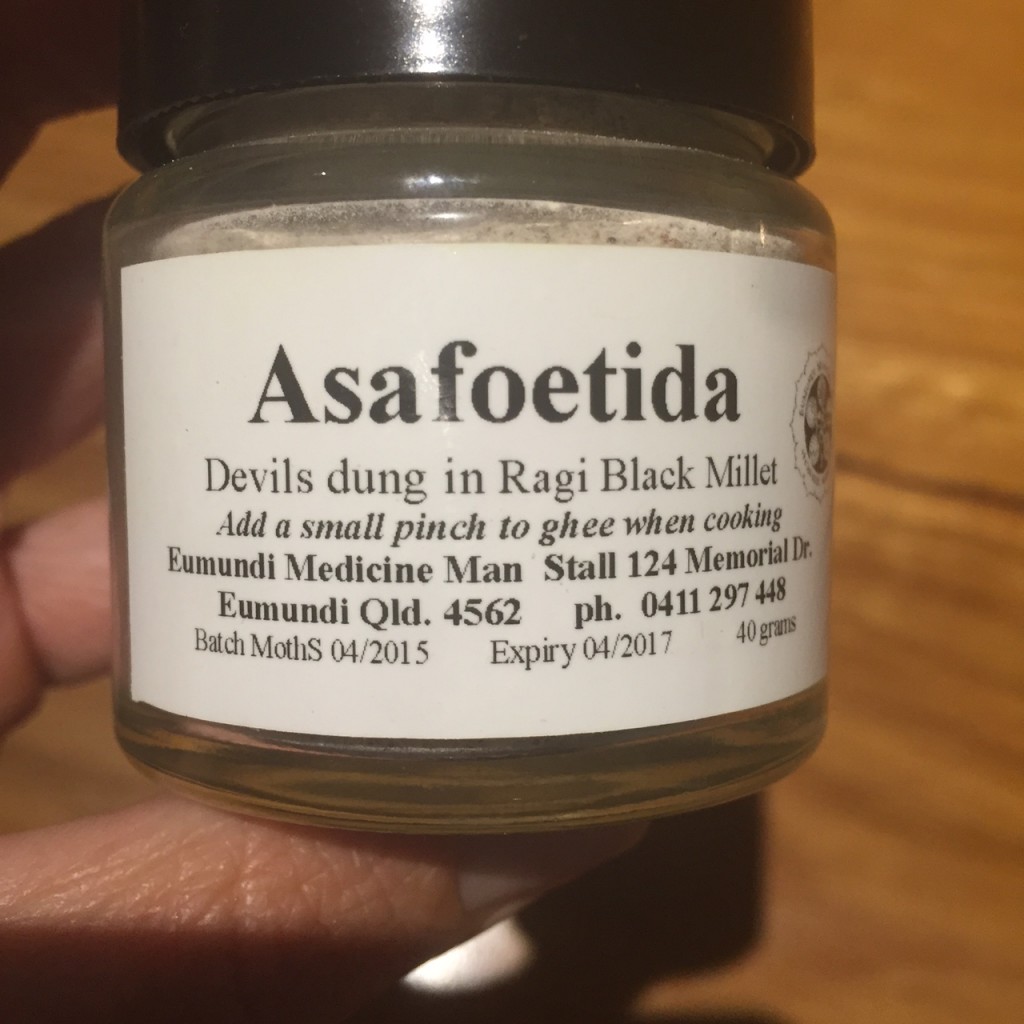 Asafoetida
Devils dung in Ragi Black Millet
Add a small pinch to ghee when cooking
Eumundi Medicine Man Stall 124 Memorial Dr.
Eumundi Qld. 4562 ph. 0411 297 448
Batch MothS 04/2015 Expiry 04/2017 40 grams